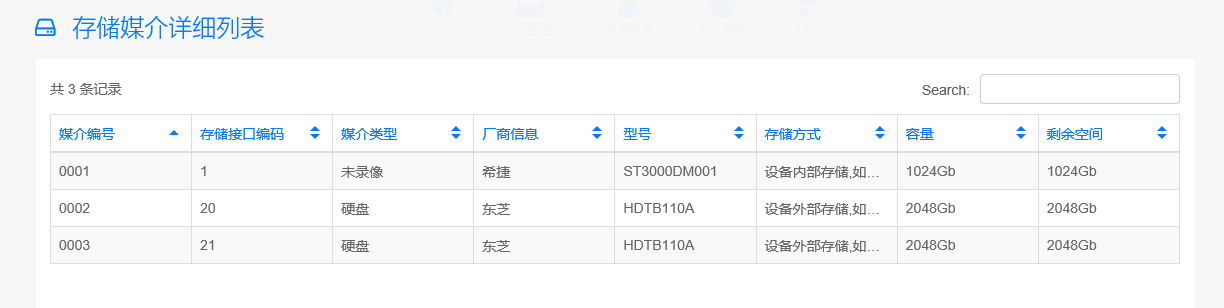 存储媒介详细列表
共 3 条记录 Search:
媒介编号 存储接口编码 媒介类型 厂商信息 型号 存储方式 容量 剩余空间
0001 1 未录像 希捷 ST3000DM001 设备内部存储,如… 1024Gb 1024Gb
0002 20 硬盘 东芝 HDTB110A 设备外部存储,如… 2048Gb 2048Gb
0003 21 硬盘 东芝 HDTB110A 设备外部存储,如… 2048Gb 2048Gb